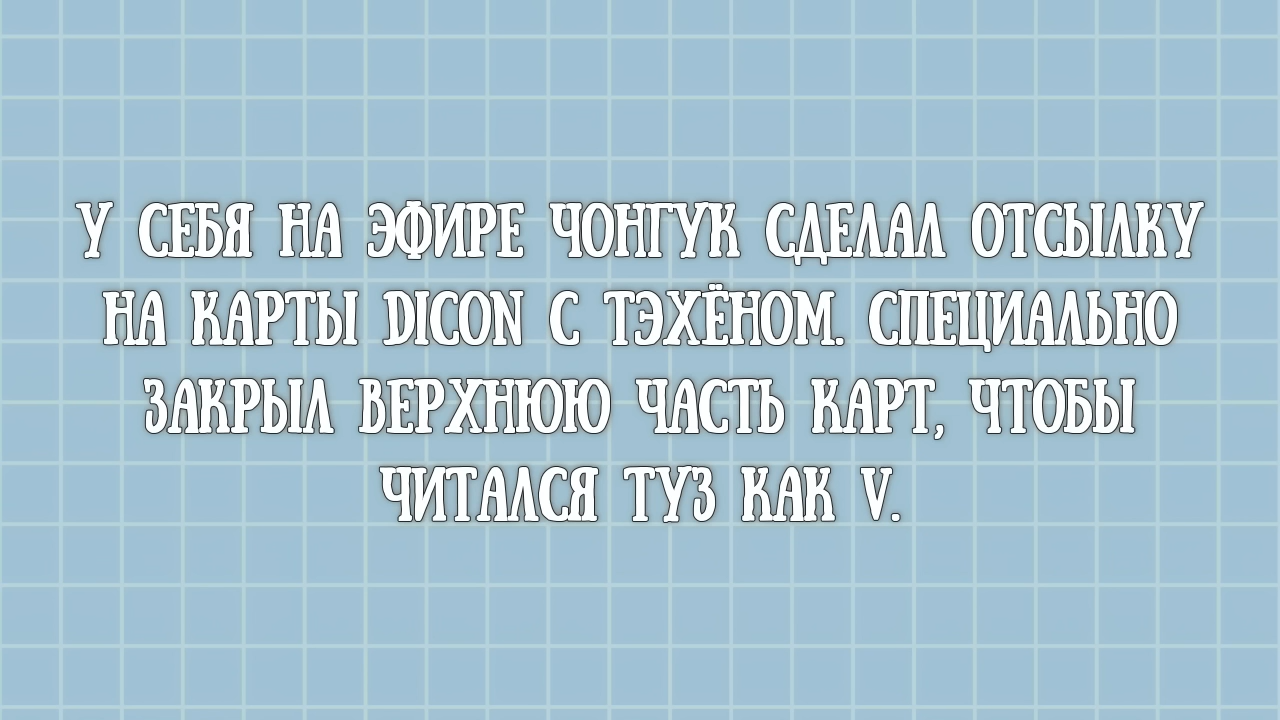 У СЕБЯ НА ЭФИРЕ ЧОНГУК СДЕЛАЛ ОТСЫЛКУ
НА КАРТЫ DICON С ТЭХЁНОМ. СПЕЦИАЛЬНО
ЗАКРЫЛ ВЕРХНЮЮ ЧАСТЬ КАРТ, ЧТОБЫ
ЧИТАЛСЯ ТУЗ КАК V.